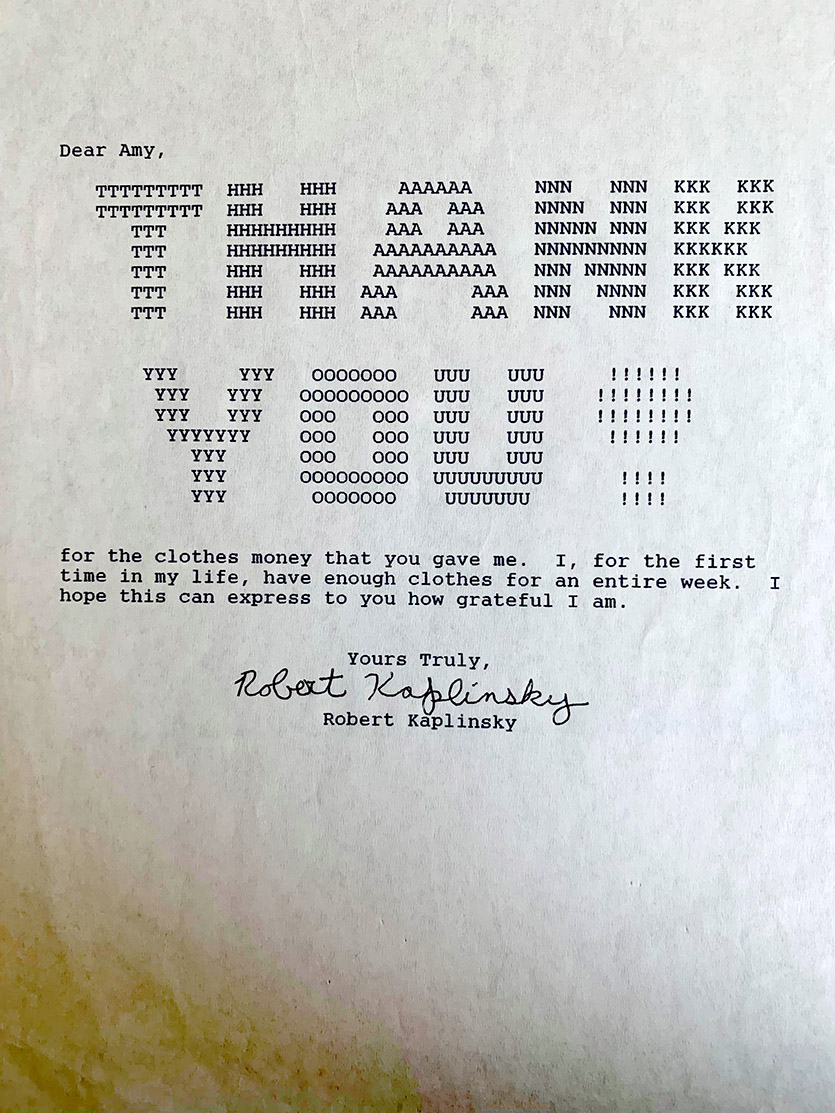 Dear Amy,
TTTTTTTTT  HHH   HHH     AAAAAA     NNN   NNN  KKK  KKK
TTTTTTTTT  HHH   HHH    AAA  AAA    NNNN  NNN  KKK  KKK
   TTT     HHHHHHHHH    AAA  AAA    NNNNN NNN  KKK KKK
   TTT     HHHHHHHHH   AAAAAAAAAA   NNNNNNNNN  KKKKKK
   TTT     HHH   HHH   AAAAAAAAAA   NNN NNNNN  KKK KKK
   TTT     HHH   HHH  AAA      AAA  NNN  NNNN  KKK  KKK
   TTT     HHH   HHH  AAA      AAA  NNN   NNN  KKK  KKK
YYY     YYY   OOOOOOO   UUU   UUU     !!!!!!
 YYY   YYY   OOOOOOOOO  UUU   UUU    !!!!!!!!
 YYY   YYY   OOO   OOO  UUU   UUU    !!!!!!!!
  YYYYYYY    OOO   OOO  UUU   UUU     !!!!!!
    YYY      OOO   OOO  UUU   UUU
    YYY      OOOOOOOOO  UUUUUUUUU      !!!!
    YYY       OOOOOOO    UUUUUUU       !!!!
for the clothes money that you gave me.  I, for the first
time in my life, have enough clothes for an entire week.  I
hope this can express to you how grateful I am.
Yours Truly,
Robert Kaplinsky
Robert Kaplinsky